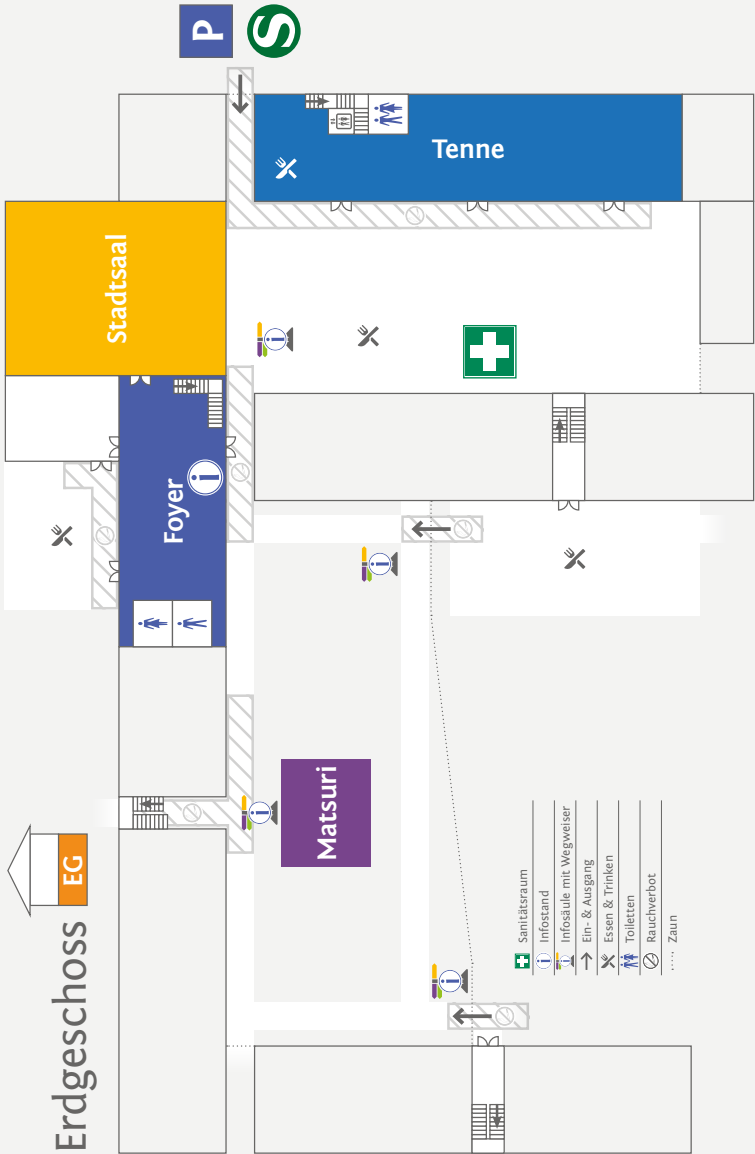 Erdgeschoss
EG
P
S
Stadtsaal
Foyer
i
Tenne
Matsuri
i
i
i
i
Sanitätsraum
i Infostand
i Infosäule mit Wegweiser
Ein- & Ausgang
Essen & Trinken
Toiletten
Rauchverbot
..... Zaun